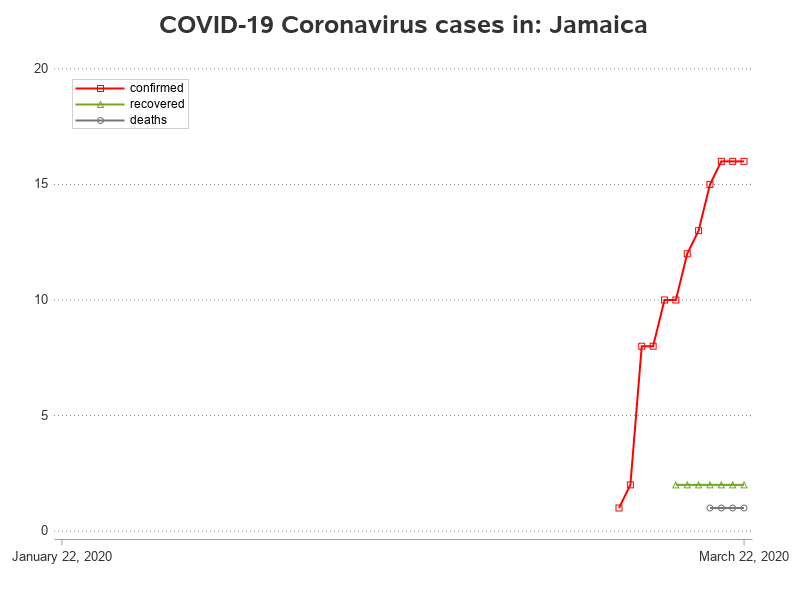 COVID-19 Coronavirus cases in: Jamaica
20
confirmed
recovered
deaths
15
10
5
0
January 22, 2020
March 22, 2020